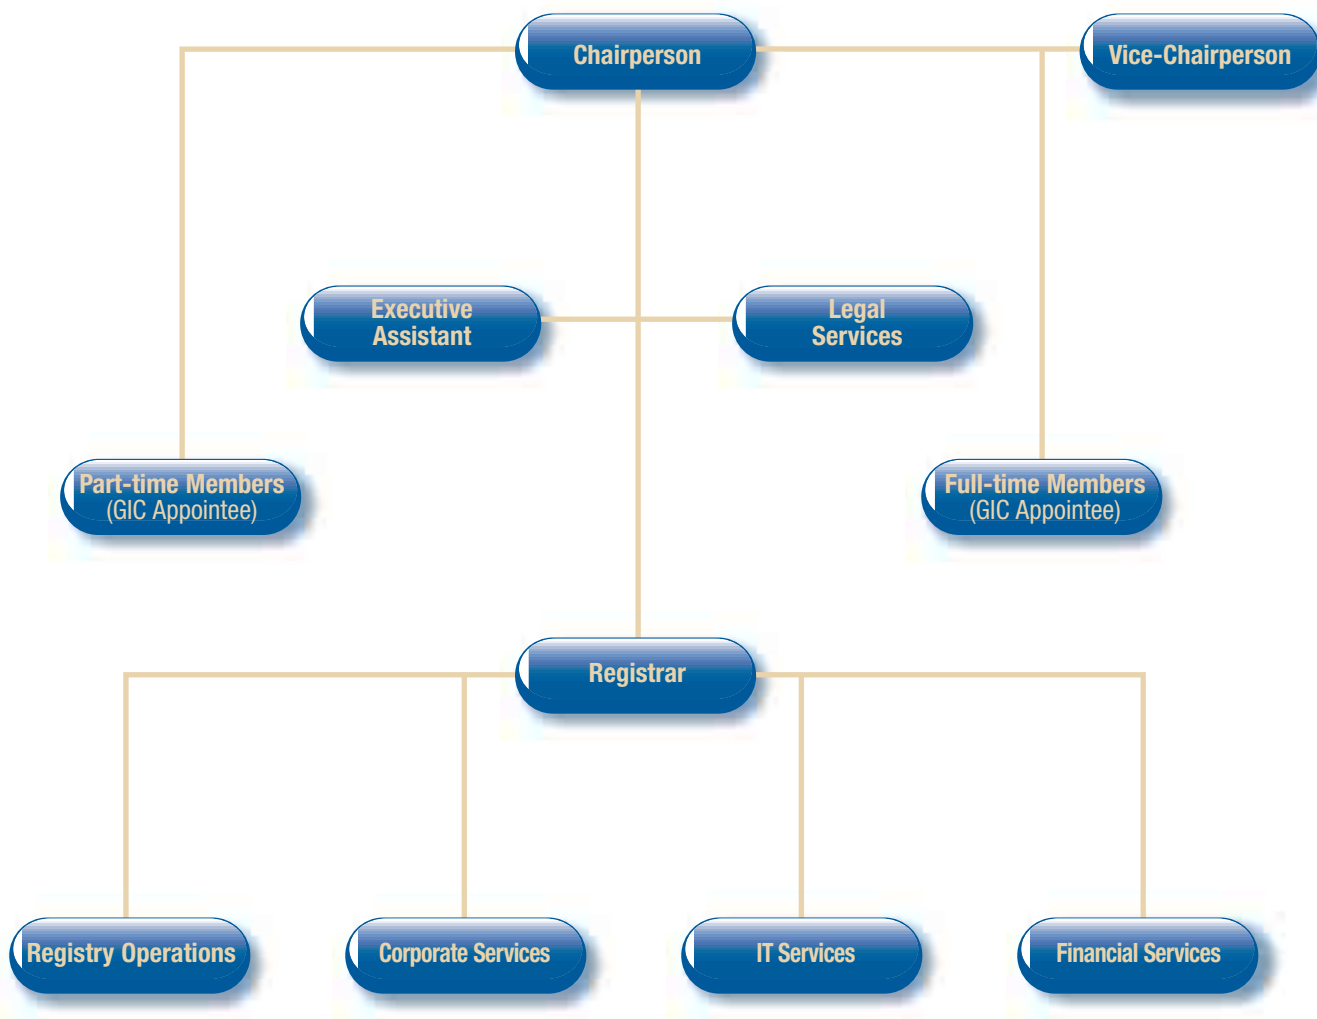 Chairperson
Vice-Chairperson
Executive
Assistant
Legal
Services
Part-time Members
(GIC Appointee)
Full-time Members
(GIC Appointee)
Registrar
Registry Operations
Corporate Services
IT Services
Financial Services